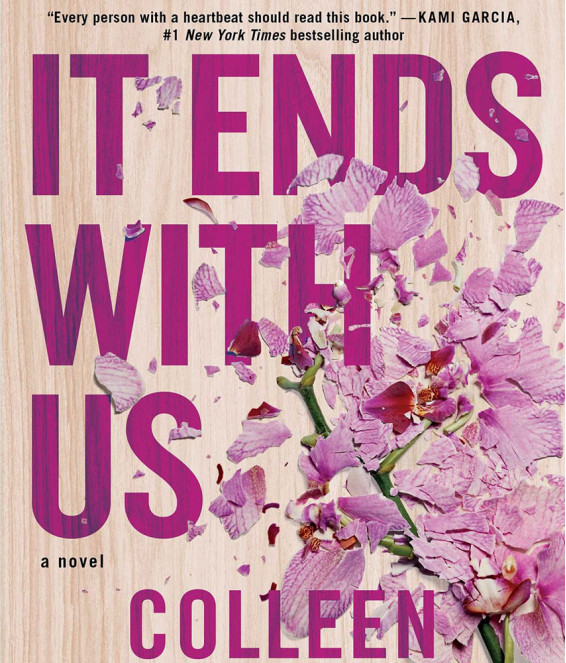 “Every person with a heartbeat should read this book.” —KAMI GARCIA,
#1 New York Times bestselling author
IT ENDS
WITH
US
a novel
COLLEEN